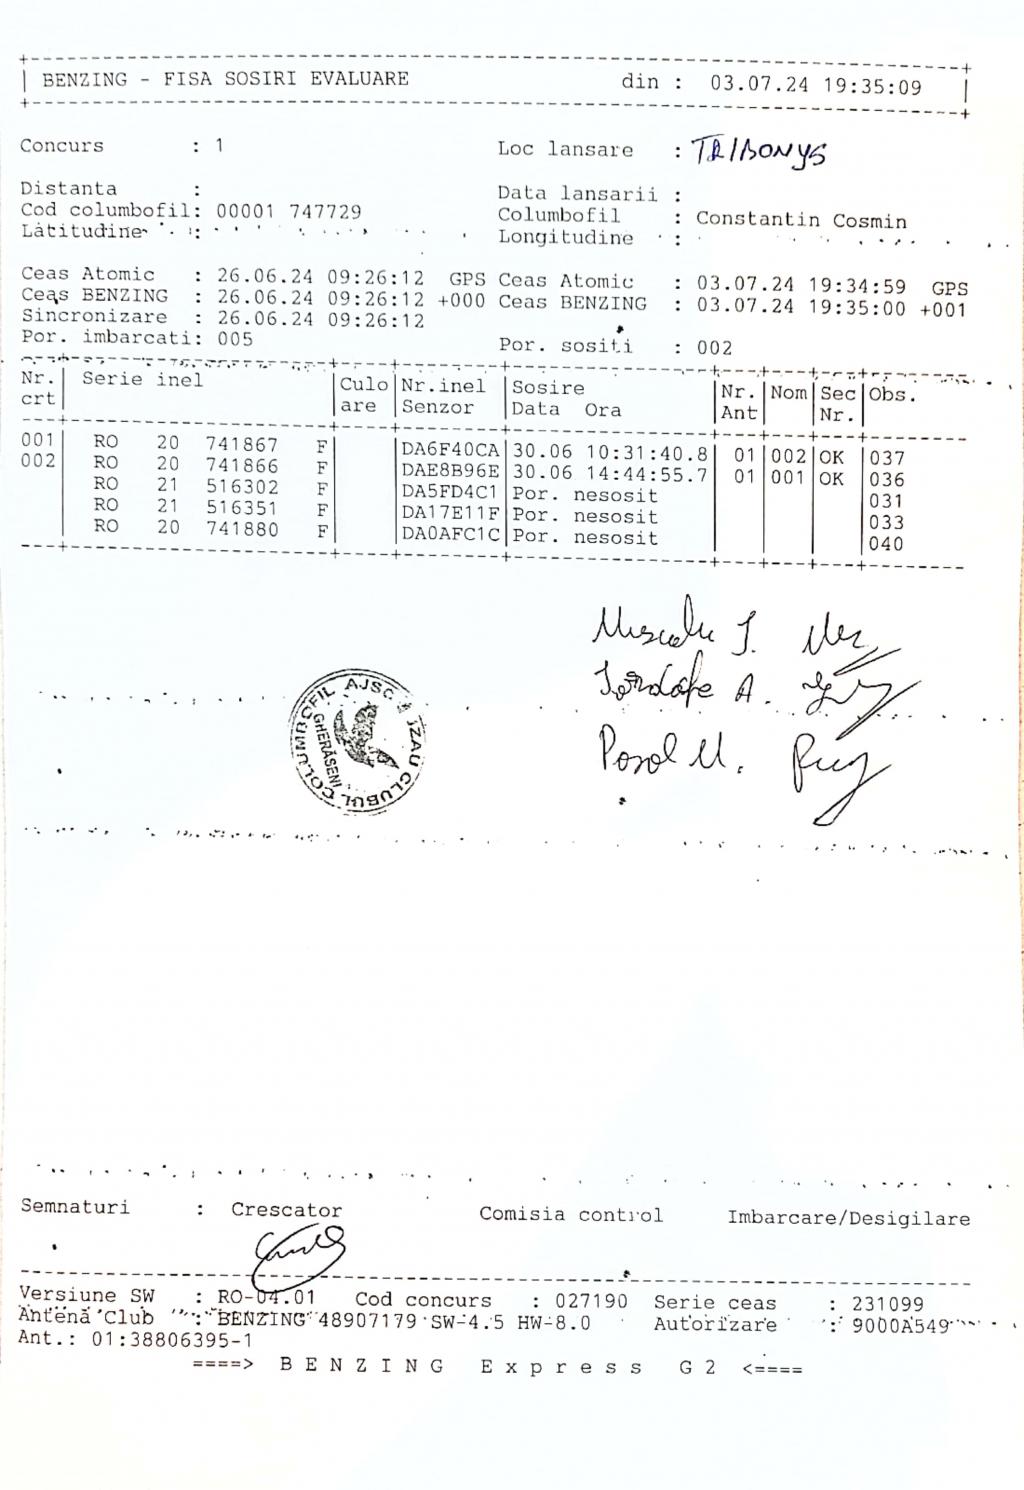 BENZING - FISA SOSIRI EVALUARE din : 03.07.24 19:35:09
Concurs : 1 Loc lansare : TRIBONYS
Distanta : Data lansarii :
Cod columbofil: 00001 747729 Columbofil : Constantin Cosmin
Latitudine : Longitudine :
Ceas Atomic : 26.06.24 09:26:12 GPS Ceas Atomic : 03.07.24 19:34:59 GPS
Ceas BENZING : 26.06.24 09:26:12 +000 Ceas BENZING : 03.07.24 19:35:00 +001
Sincronizare : 26.06.24 09:26:12
Por. imbarcati: 005 Por. sositi : 002
Nr. Serie inel Culo Nr.inel Sosire Nr. Nom Sec Obs.
crt are Senzor Data Ora Ant Nr.
001 RO 20 741867 F DA6F40CA 30.06 10:31:40.8 01 002 OK 037
002 RO 20 741866 F DAE8B96E 30.06 14:44:55.7 01 001 OK 036
RO 21 516302 F DA5FD4C1 Por. nesosit 031
RO 21 516351 F DA17E11F Por. nesosit 033
RO 20 741880 F DA0AFC1C Por. nesosit 040
CLUBUL COLUMBOFIL AJSC IZAU
GHERĂSENI
Semnaturi : Crescator Comisia control Imbarcare/Desigilare
Versiune SW : RO-04.01 Cod concurs : 027190 Serie ceas : 231099
Antena Club : BENZING 48907179 SW-4.5 HW-8.0 Autorizare : 9000A549
Ant.: 01:38806395-1
====> B E N Z I N G E x p r e s s G 2 <====